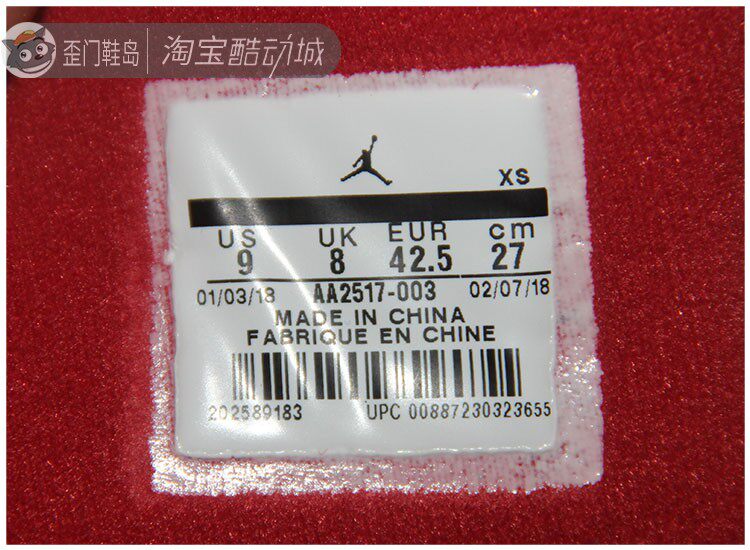 歪门鞋岛 淘宝酷动城
XS
US UK EUR cm
9 8 42.5 27
01/03/18 AA2517-003 02/07/18
MADE IN CHINA
FABRIQUE EN CHINE
202589183 UPC 00887230323655